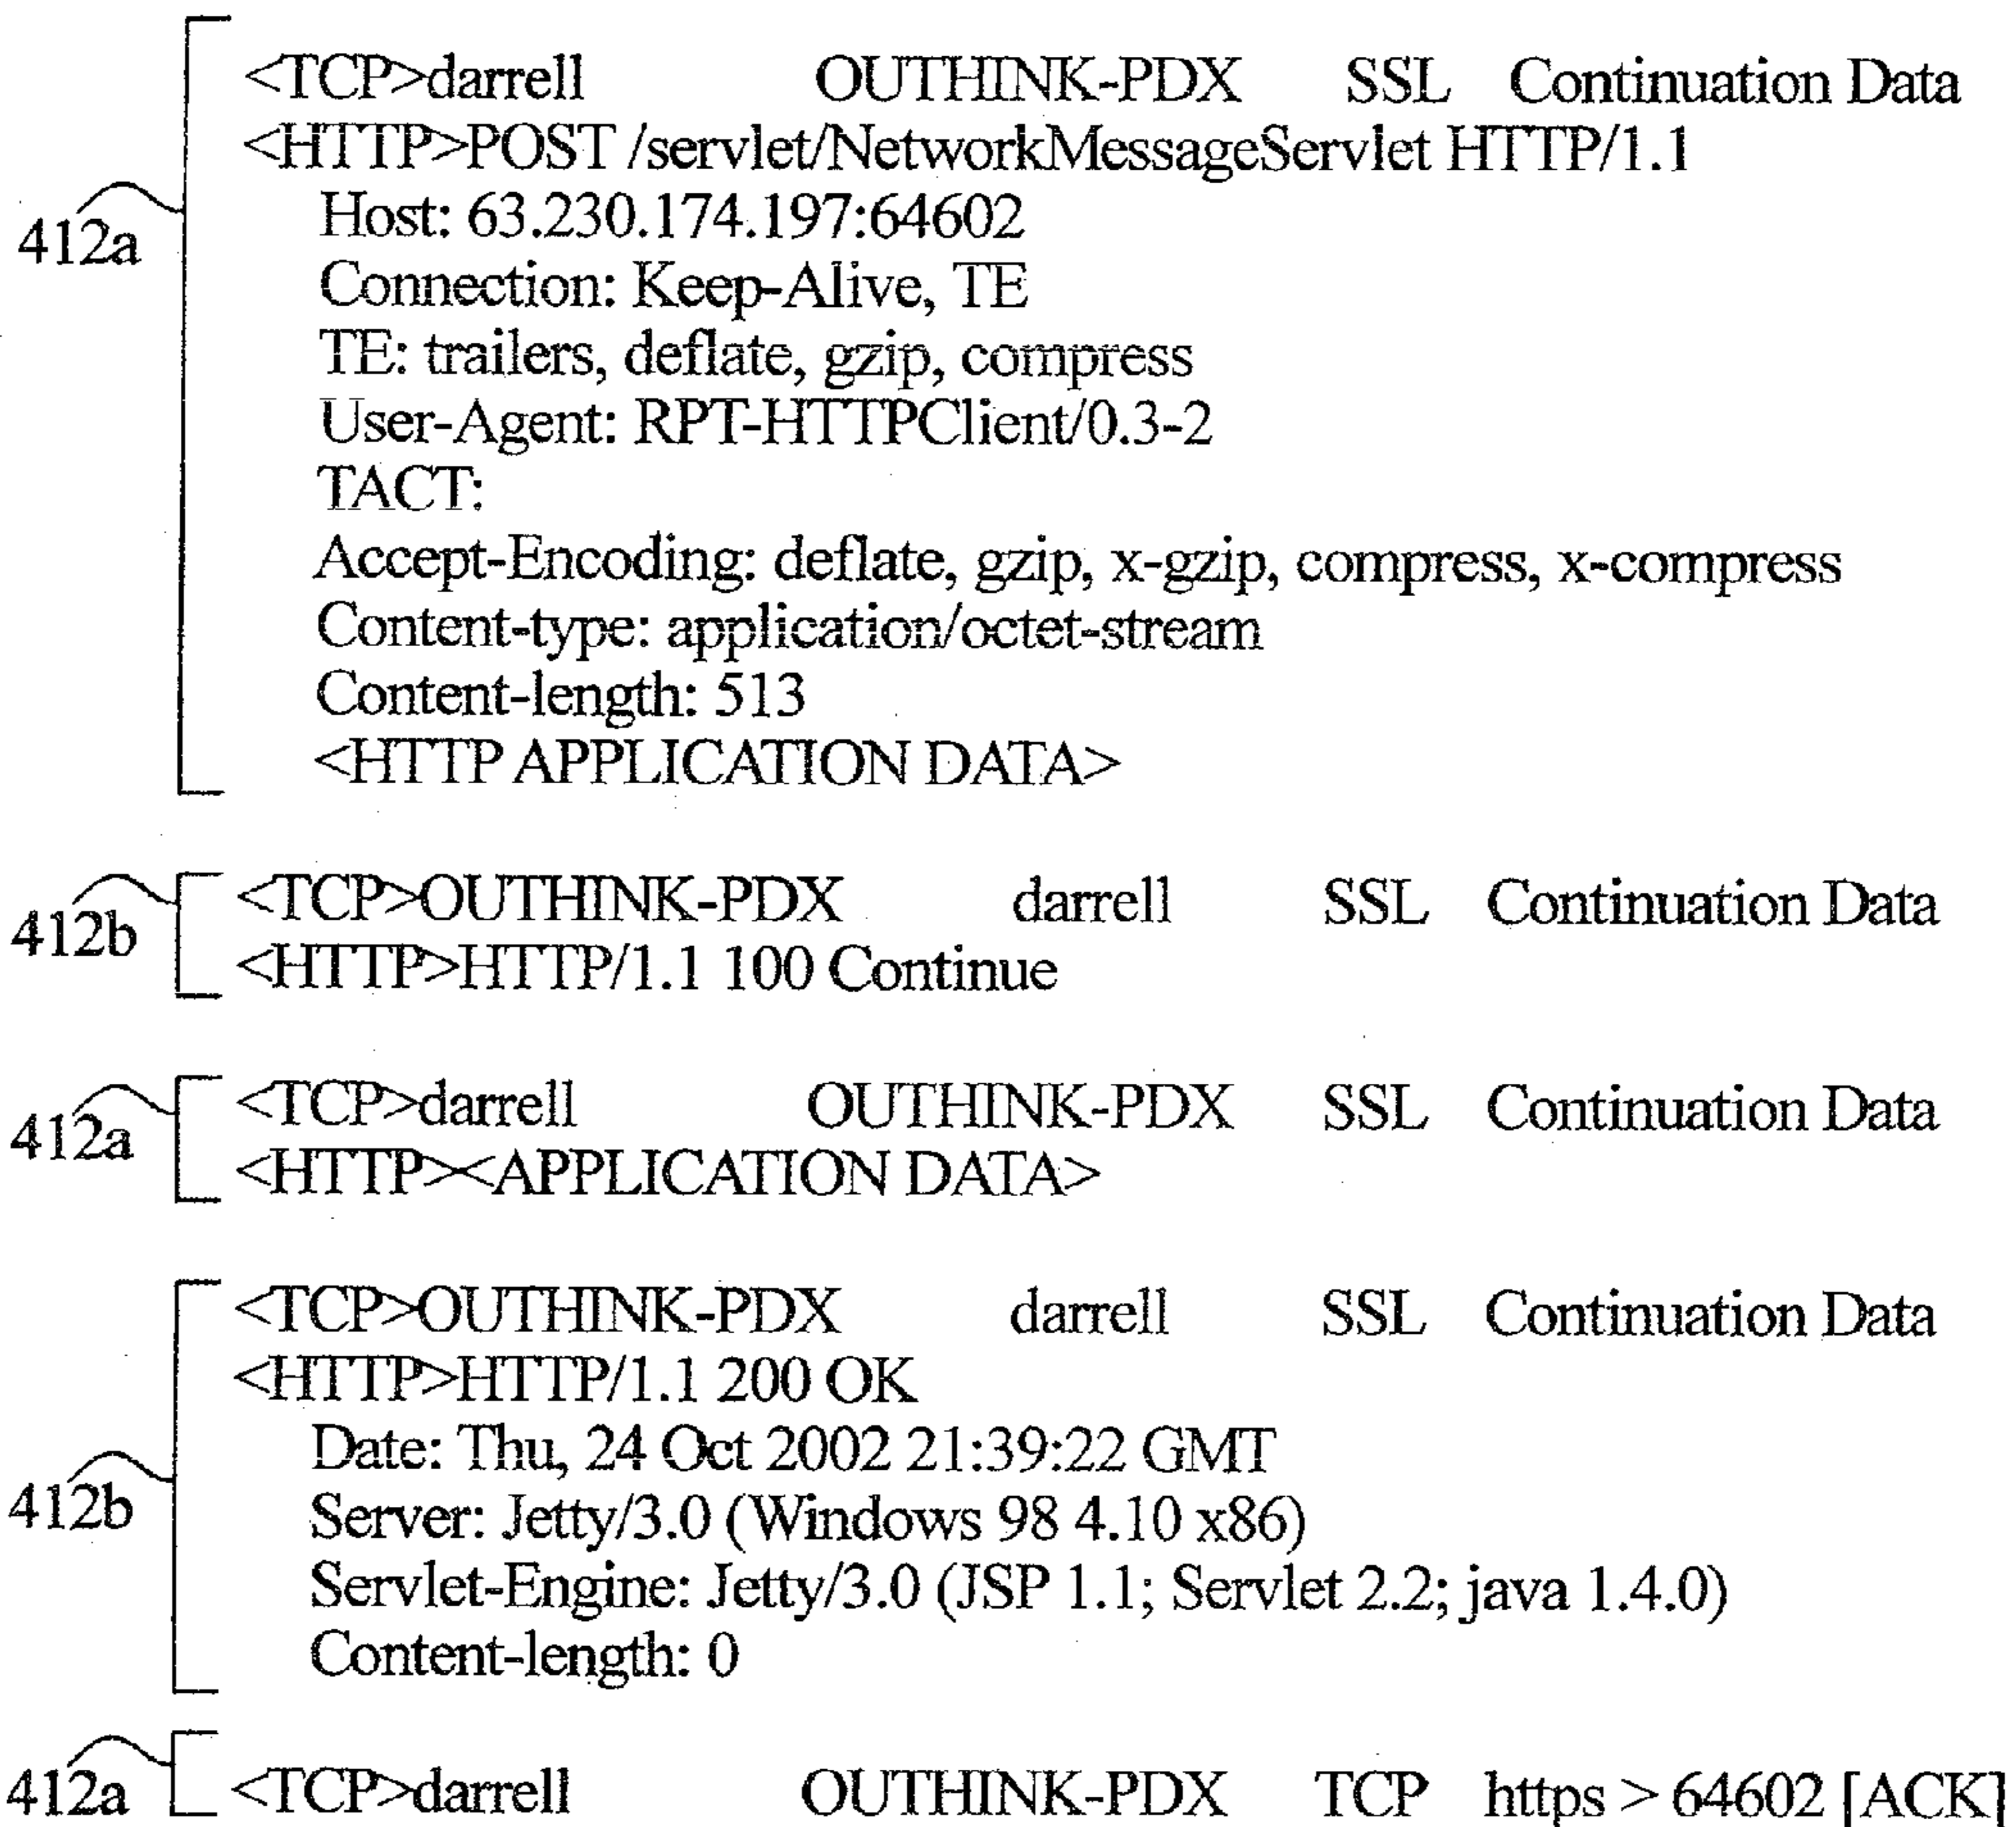 <TCP>darrell OUTHINK-PDX SSL Continuation Data
<HTTP>POST /servlet/NetworkMessageServlet HTTP/1.1
412a
Host: 63.230.174.197:64602
Connection: Keep-Alive, TE
TE: trailers, deflate, gzip, compress
User-Agent: RPT-HTTPClient/0.3-2
TACT:
Accept-Encoding: deflate, gzip, x-gzip, compress, x-compress
Content-type: application/octet-stream
Content-length: 513
<HTTP APPLICATION DATA>
412b
<TCP>OUTHINK-PDX darrell SSL Continuation Data
<HTTP>HTTP/1.1 100 Continue
412a
<TCP>darrell OUTHINK-PDX SSL Continuation Data
<HTTP><APPLICATION DATA>
<TCP>OUTHINK-PDX darrell SSL Continuation Data
<HTTP>HTTP/1.1 200 OK
Date: Thu, 24 Oct 2002 21:39:22 GMT
412b
Server: Jetty/3.0 (Windows 98 4.10 x86)
Servlet-Engine: Jetty/3.0 (JSP 1.1; Servlet 2.2; java 1.4.0)
Content-length: 0
412a
<TCP>darrell OUTHINK-PDX TCP https > 64602 [ACK]